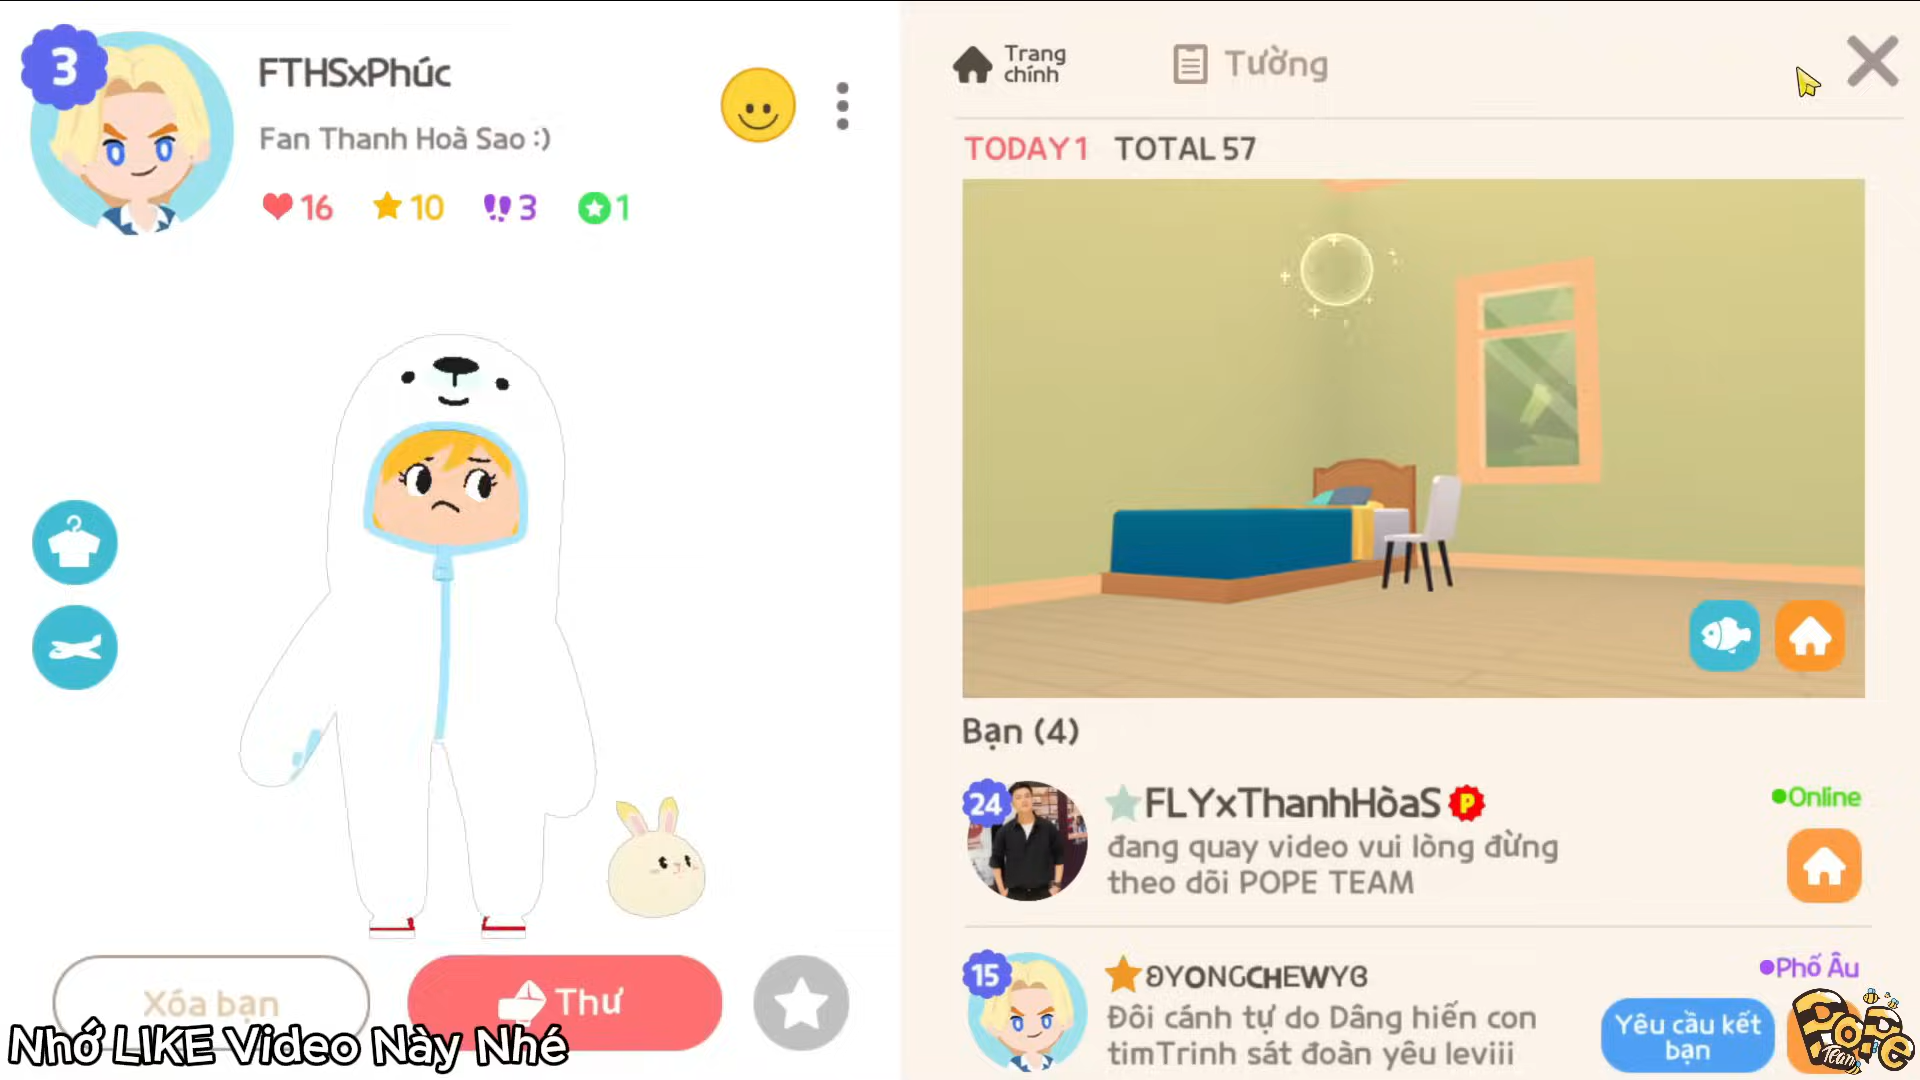 3
FTHSxPhúc
Fan Thanh Hoà Sao :)
16 10 3 1
Xóa bạn
Thư
Nhớ LIKE Video Này Nhé
Trang chính
Tường
TODAY 1 TOTAL 57
Bạn (4)
24
FLYxThanhHòaS P
Online
đang quay video vui lòng đừng
theo dõi POPE TEAM
15
ʚYONGCHEWYɞ
Phố Âu
Đôi cánh tự do Dâng hiến con
timTrinh sát đoàn yêu leviii
Yêu cầu kết
bạn
PoPe
Team